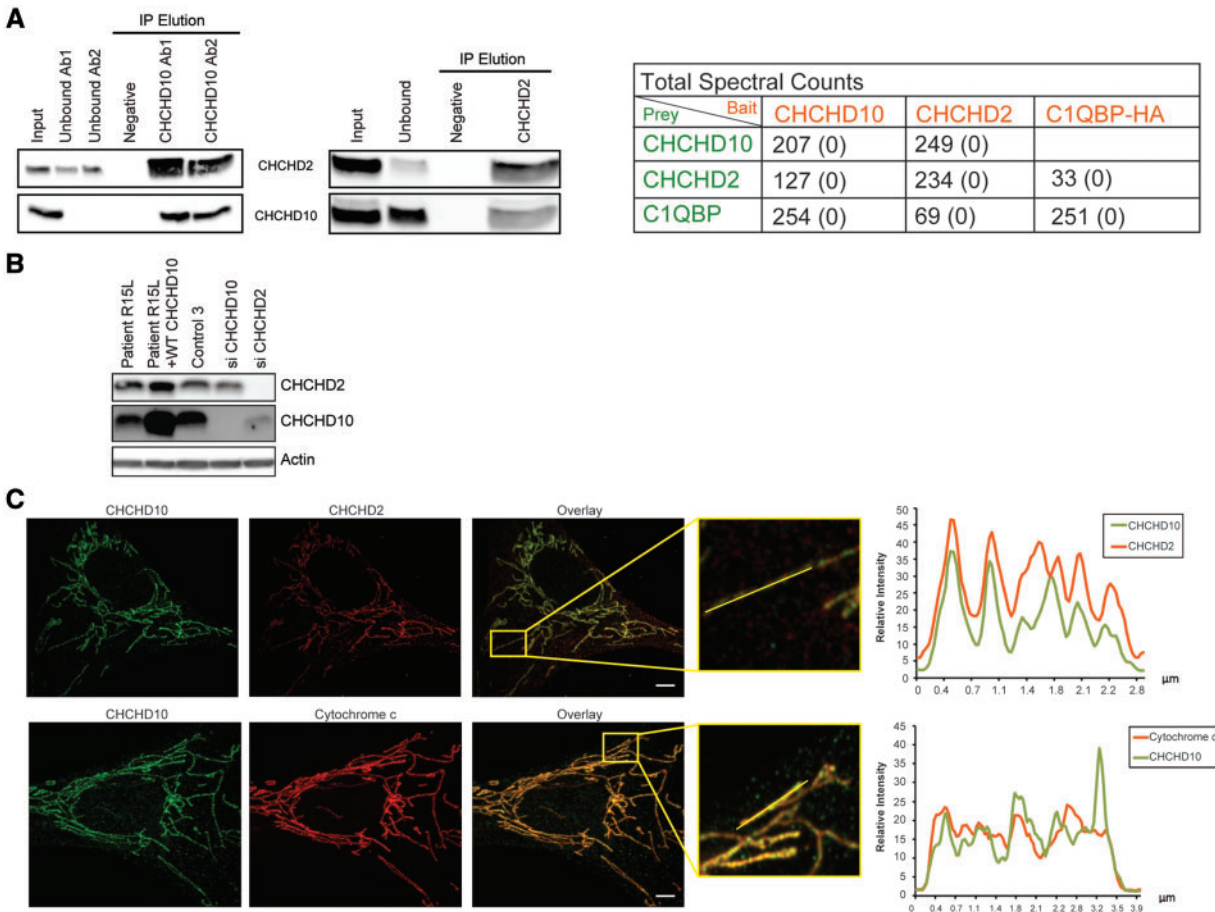 A
IP Elution
Input
Unbound Ab1
Unbound Ab2
Negative
CHCHD10 Ab1
CHCHD10 Ab2
IP Elution
Input
Unbound
Negative
CHCHD2
CHCHD2
CHCHD10
Total Spectral Counts
Prey Bait CHCHD10 CHCHD2 C1QBP-HA
CHCHD10 207 (0) 249 (0)
CHCHD2 127 (0) 234 (0) 33 (0)
C1QBP 254 (0) 69 (0) 251 (0)
B
Patient R15L
Patient R15L
+WT CHCHD10
Control 3
si CHCHD10
si CHCHD2
CHCHD2
CHCHD10
Actin
C
CHCHD10
CHCHD2
Overlay
50
45
40
35
30
25
20
15
10
5
0
Relative Intensity
CHCHD10
CHCHD2
0 0.4 0.7 1.1 1.4 1.8 2.1 2.2 2.8 µm
CHCHD10
Cytochrome c
Overlay
45
40
35
30
25
20
15
10
5
0
Relative Intensity
Cytochrome c
CHCHD10
0 0.4 0.7 1.1 1.4 1.8 2.1 2.2 2.8 3.2 3.6 3.9 µm